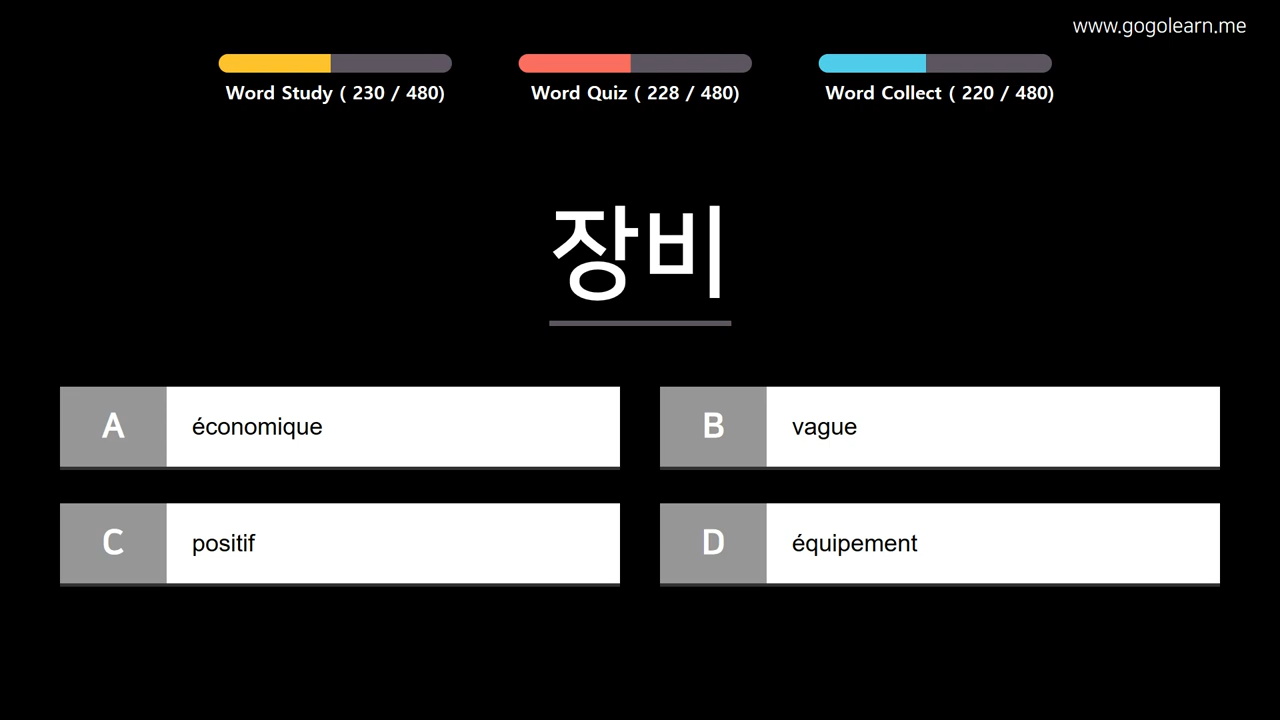 www.gogolearn.me
Word Study ( 230 / 480)
Word Quiz ( 228 / 480)
Word Collect ( 220 / 480)
장비
A économique
B vague
C positif
D équipement